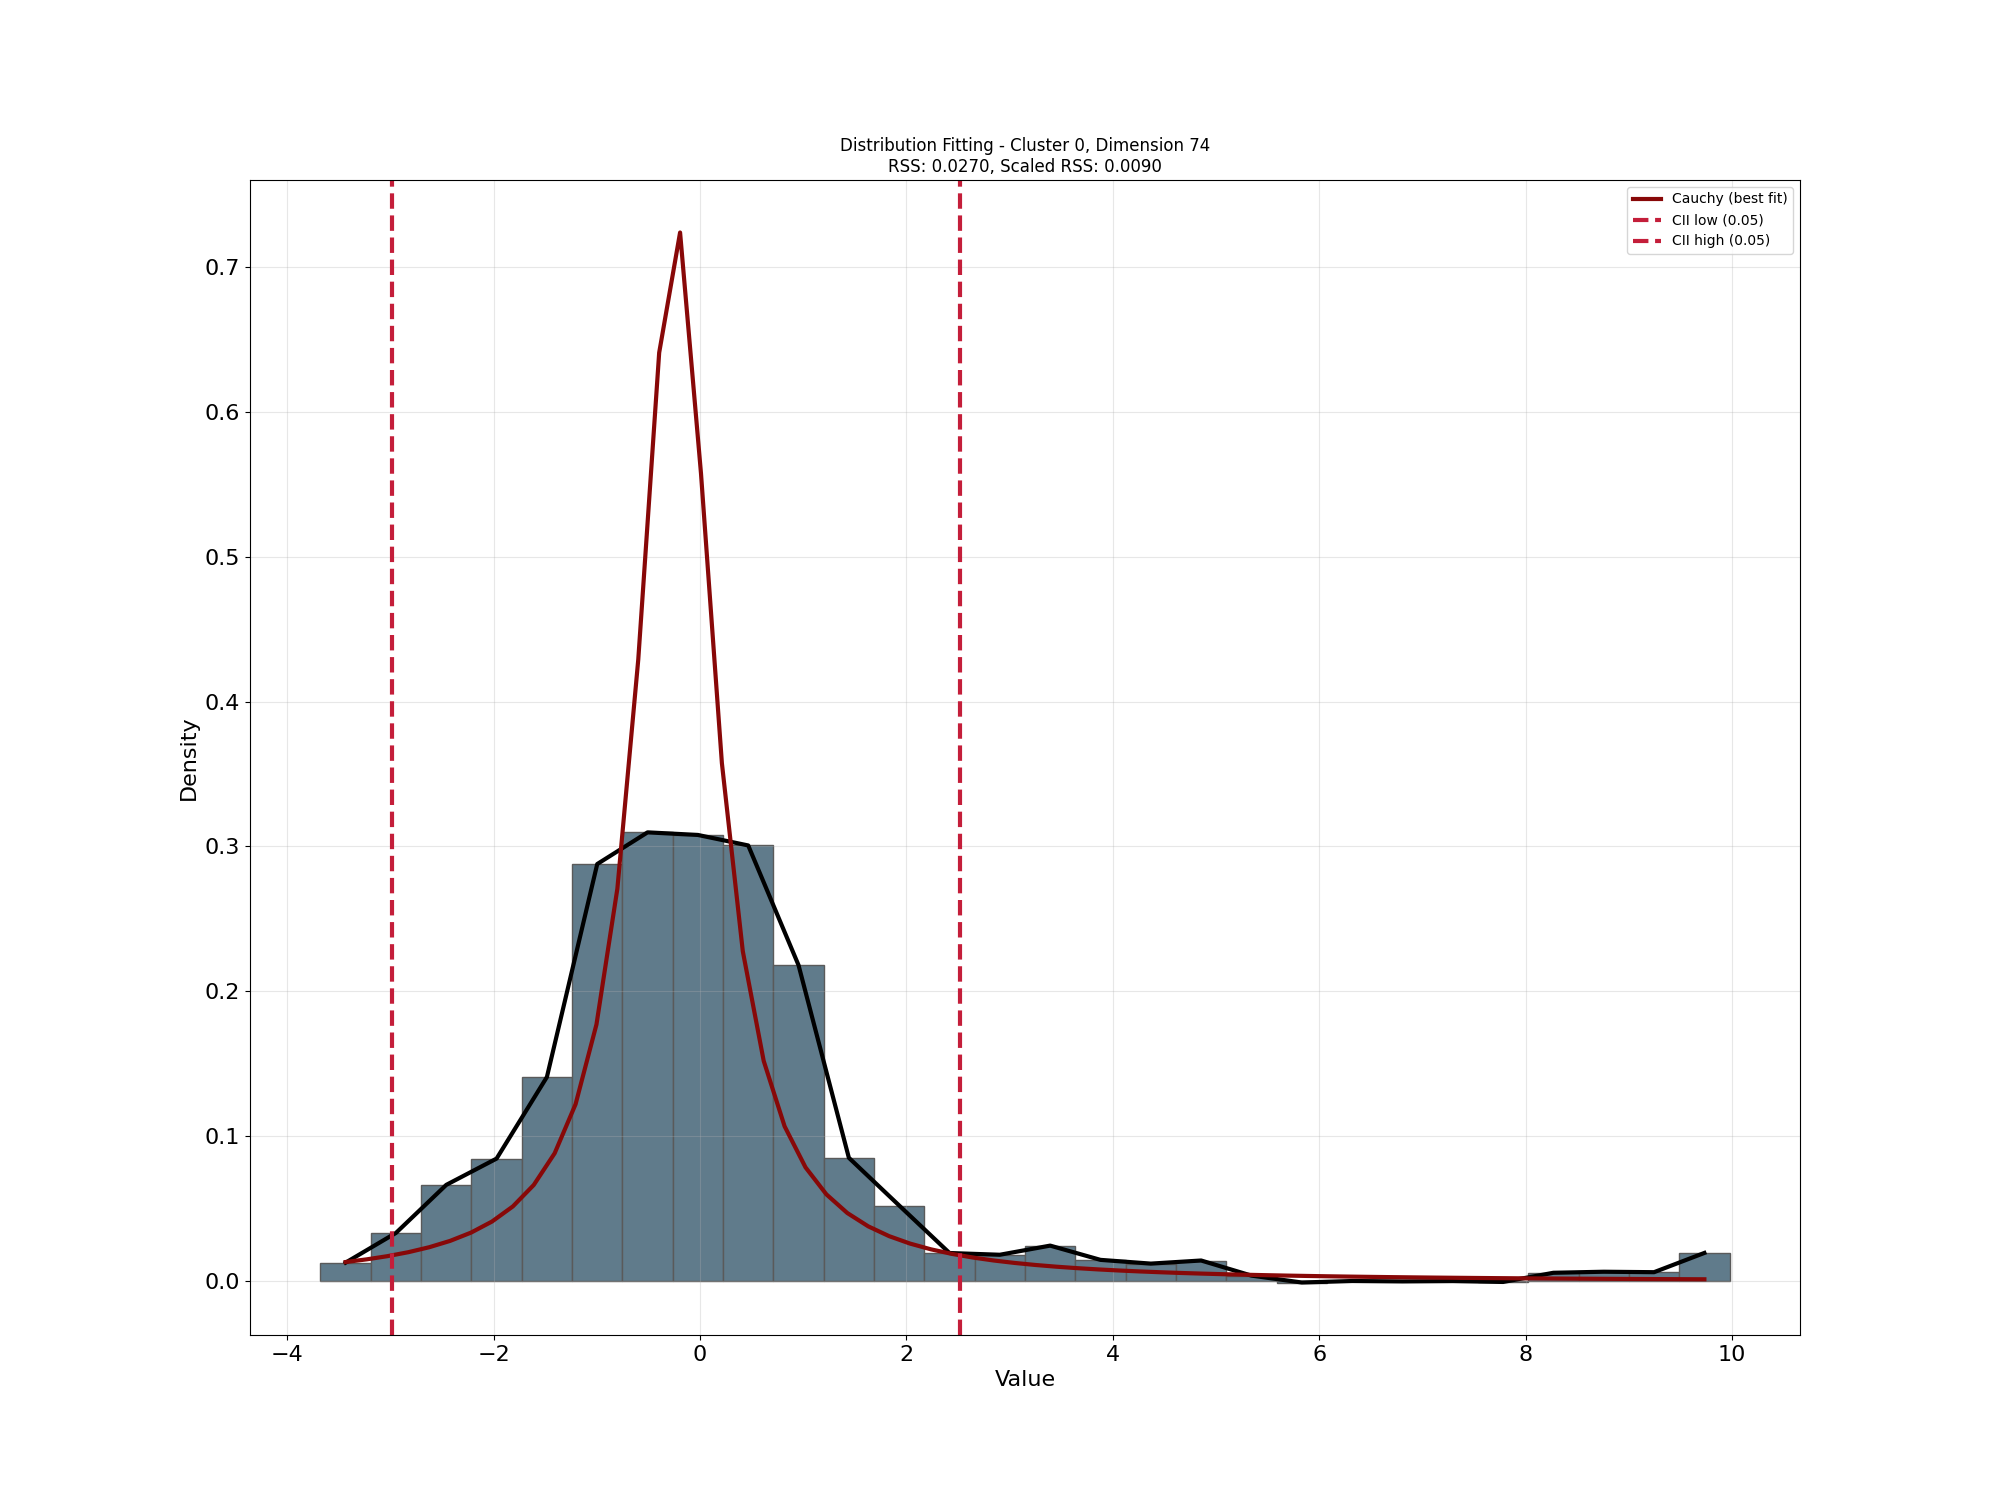 Distribution Fitting - Cluster 0, Dimension 74
RSS: 0.0270, Scaled RSS: 0.0090
Cauchy (best fit)
CII low (0.05)
CII high (0.05)
0.7
0.6
0.5
0.4
0.3
0.2
0.1
0.0
Density
−4
−2
0
2
4
6
8
10
Value